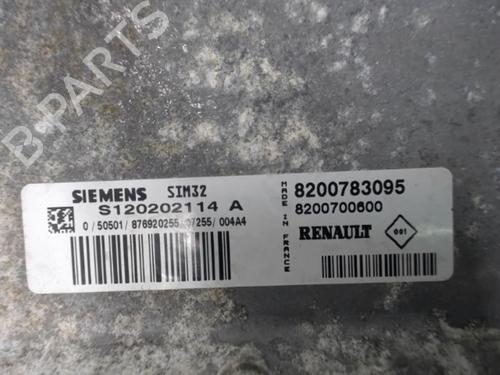 SIEMENS SIM32
S120202114 A
0/50501/876920255 07255/004A4
MADE IN FRANCE
8200783095
8200700600
RENAULT
001
B-PARTS